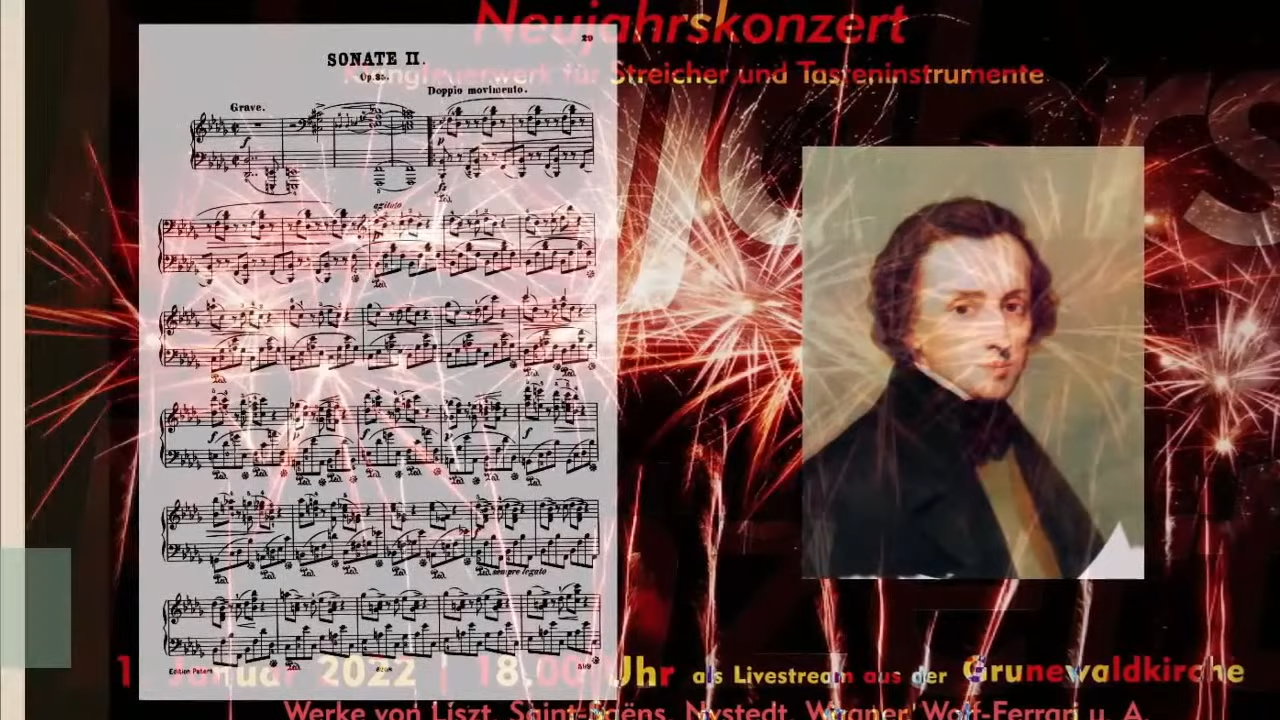 Neujahrskonzert
29
SONATE II.
Op. 35.
für Streicher und Tasteninstrumente
Doppio movimento.
Grave.
agitato
sempre legato
Edition Peters
1. Januar 2022 | 18.00 Uhr als Livestream aus der Grunewaldkirche
Werke von Liszt, Saint-Saëns, Nystedt, Wagner, Wolf-Ferrari u. A.